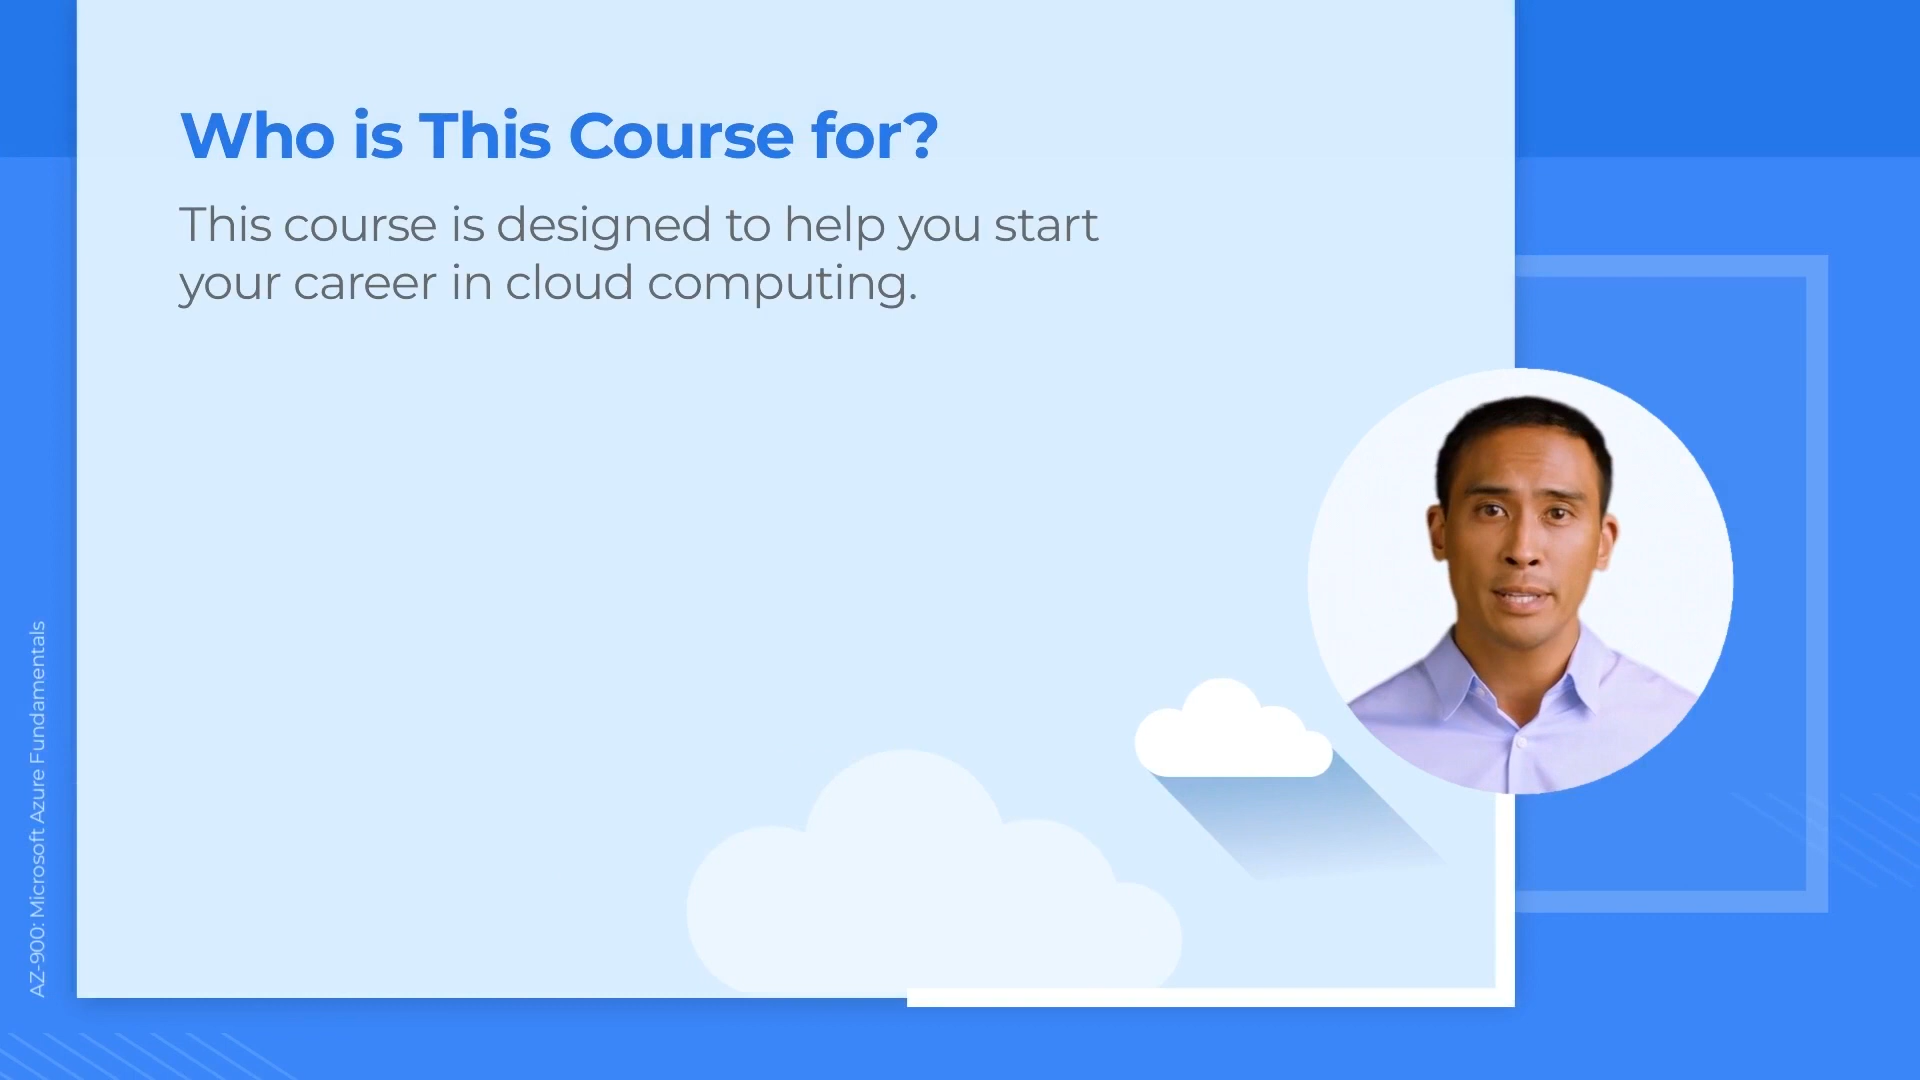 Who is This Course for?
This course is designed to help you start
your career in cloud computing.
AZ-900: Microsoft Azure Fundamentals